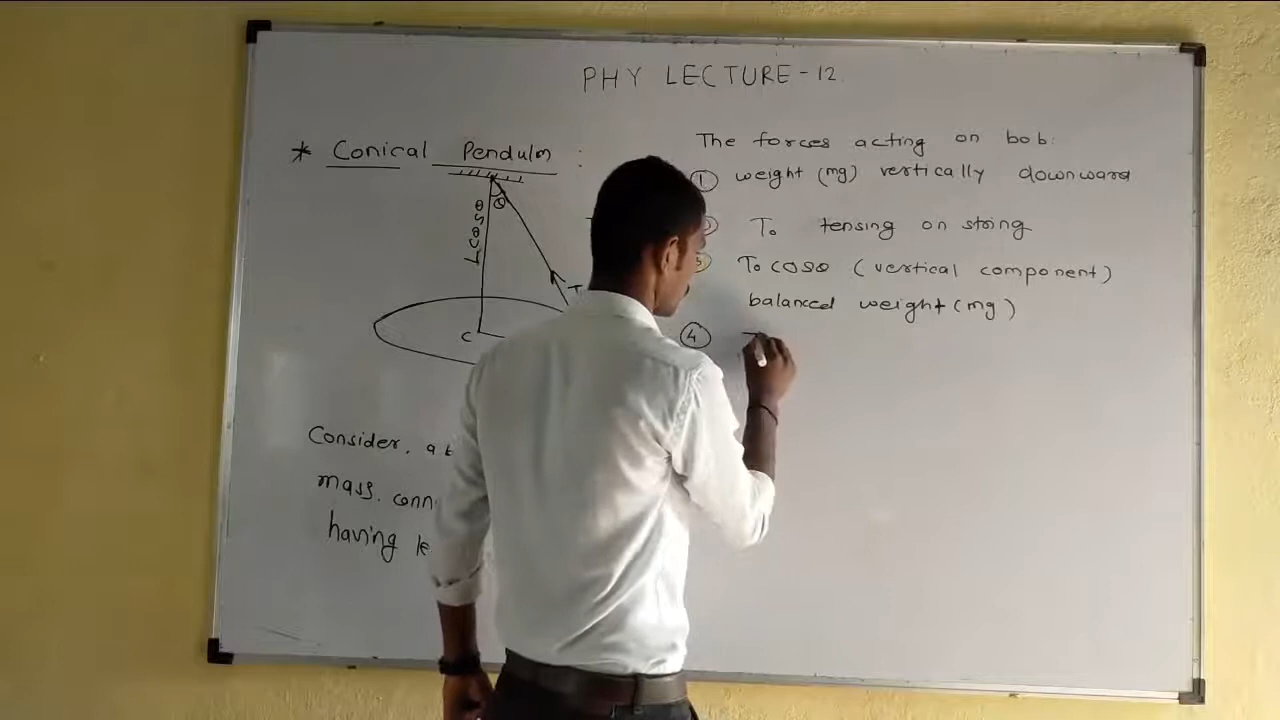 PHY LECTURE - 12
* Conical Pendulm :
θ
L cosθ
T
C
Consider, a
mass. conn
having le
The forces acting on bob:
① weight (mg) vertically downward
To tensing on string
To cosθ (vertical component)
balanced weight (mg)
④